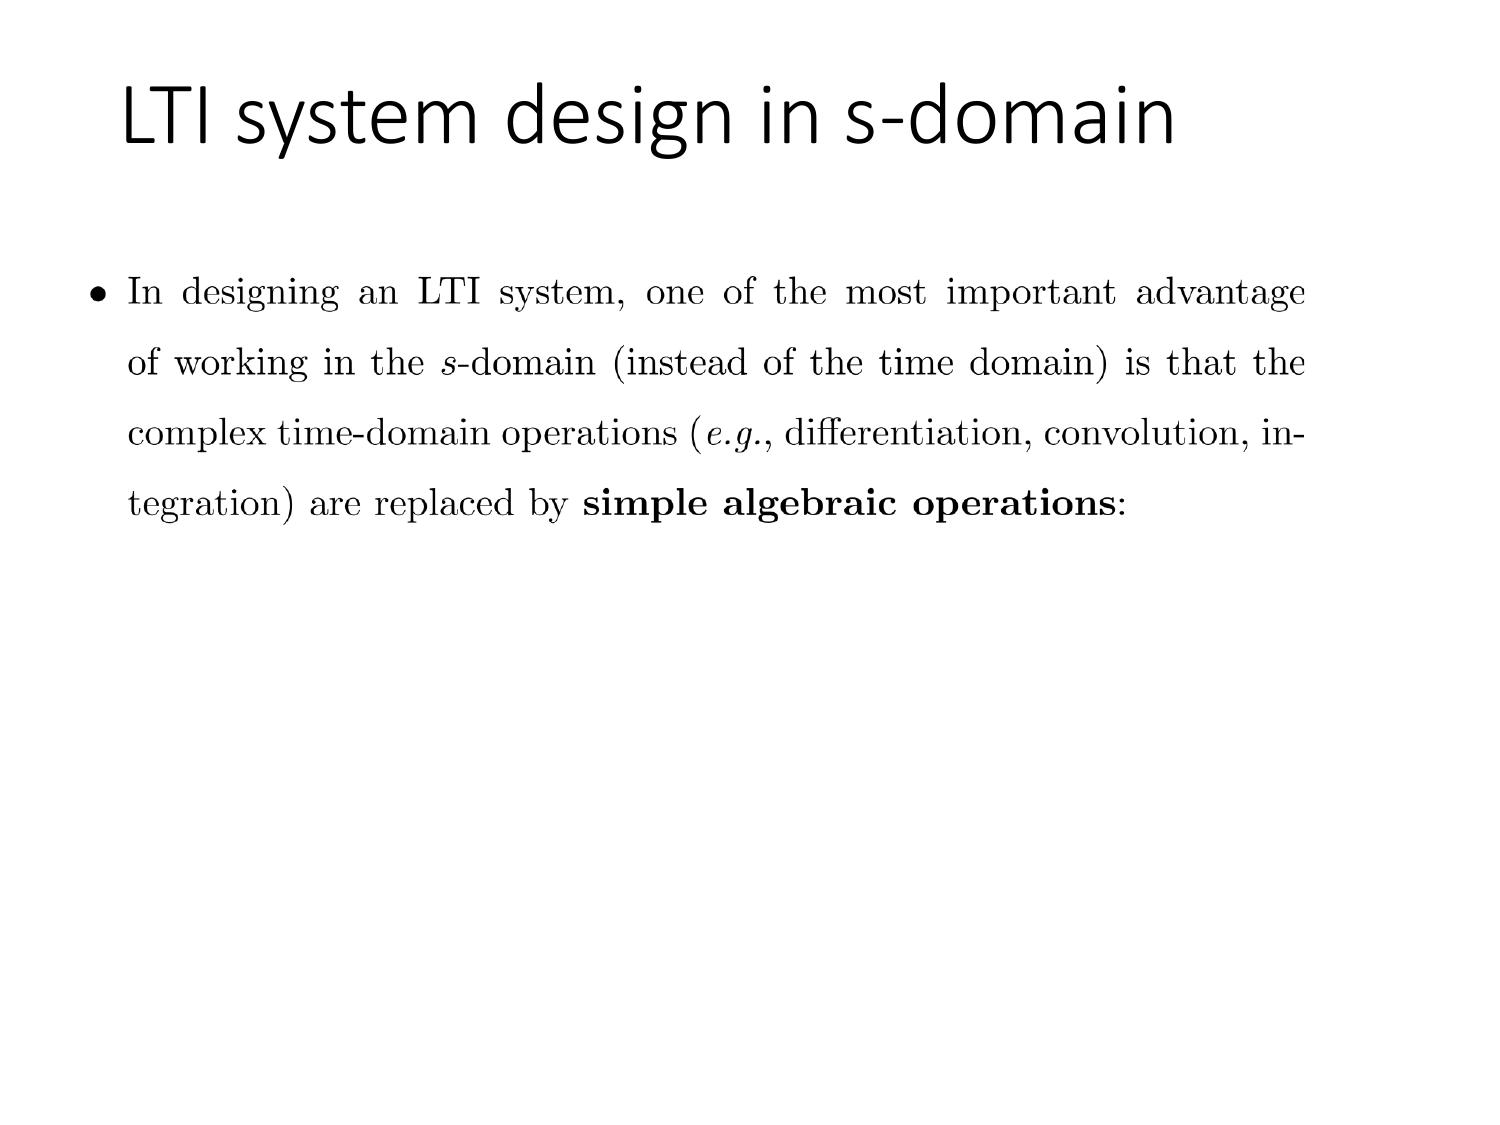 LTI system design in s-domain
• In designing an LTI system, one of the most important advantage
of working in the s-domain (instead of the time domain) is that the
complex time-domain operations (e.g., differentiation, convolution, in-
tegration) are replaced by simple algebraic operations: